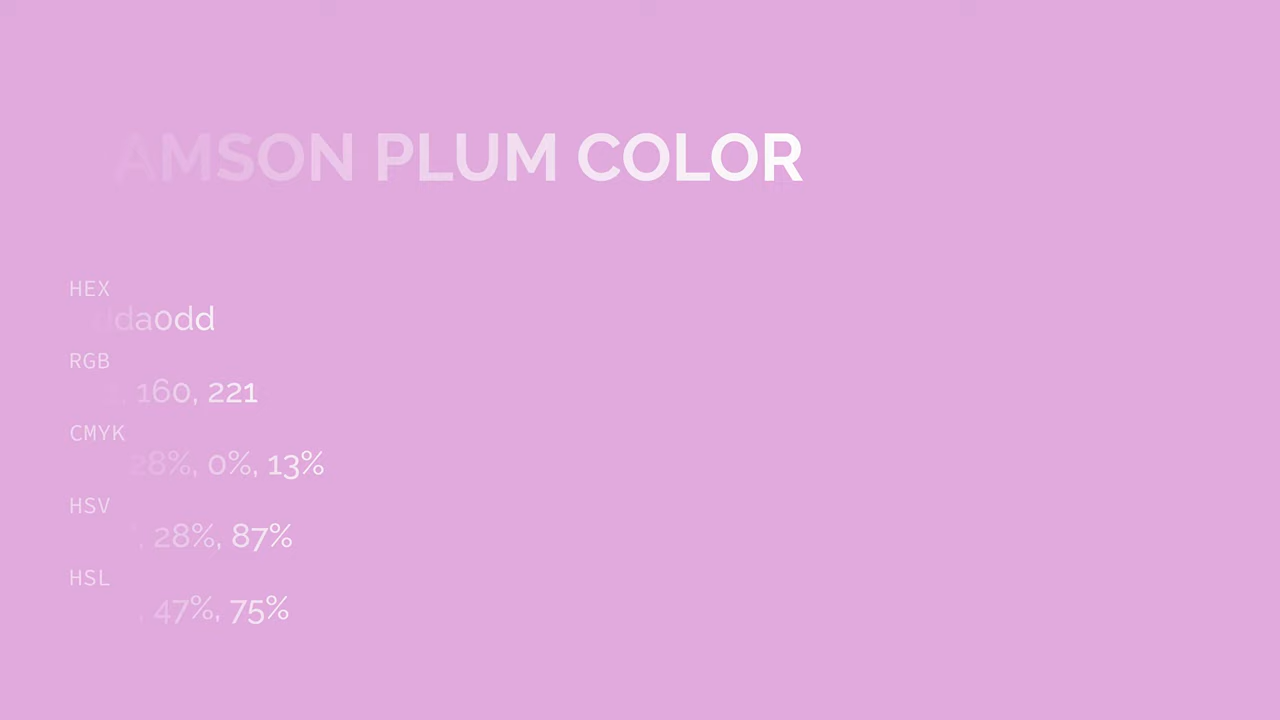 AMSON PLUM COLOR
HEX
dda0dd
RGB
, 160, 221
CMYK
28%, 0%, 13%
HSV
°, 28%, 87%
HSL
, 47%, 75%